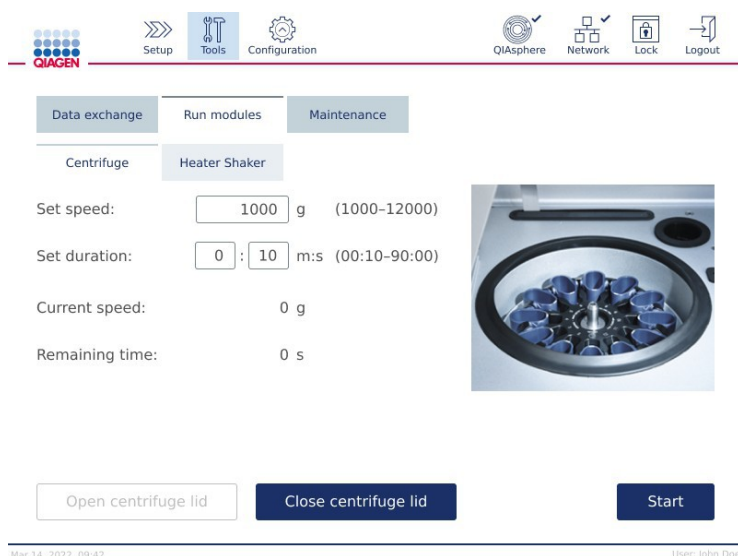 Setup
Tools
Configuration
QIAsphere
Network
Lock
Logout
QIAGEN
Data exchange
Run modules
Maintenance
Centrifuge
Heater Shaker
Set speed: 1000 g (1000–12000)
Set duration: 0 : 10 m:s (00:10–90:00)
Current speed: 0 g
Remaining time: 0 s
Open centrifuge lid
Close centrifuge lid
Start
Mar 14, 2022, 09:42
User: John Doe